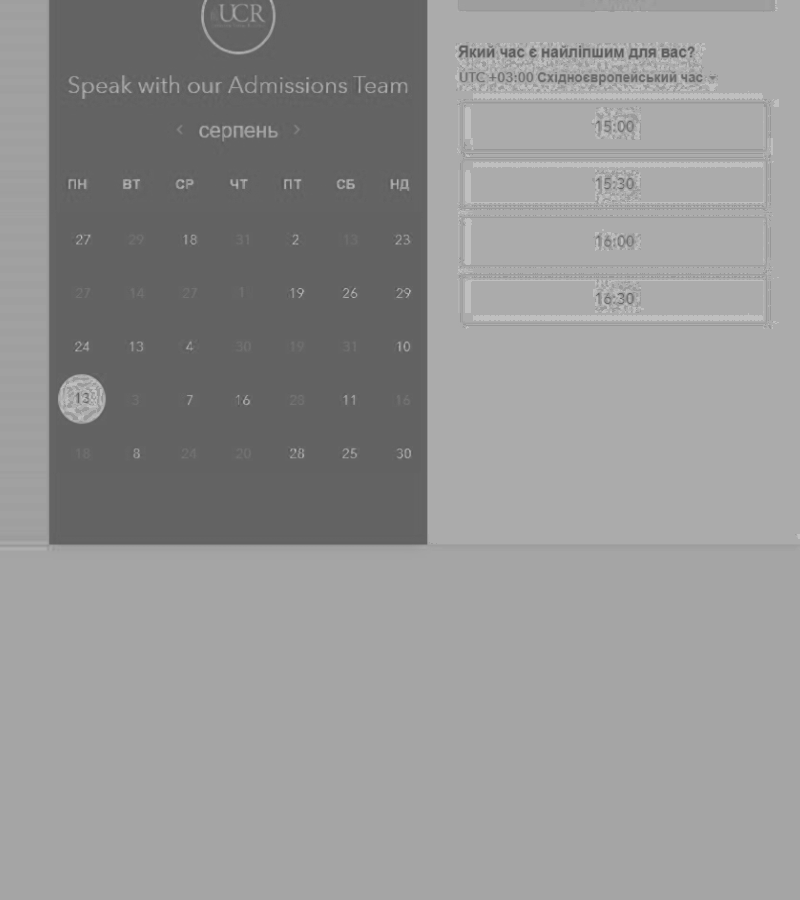 UCR
Speak with our Admissions Team
‹ серпень ›
ПН ВТ СР ЧТ ПТ СБ НД
27 29 18 31 2 13 23
27 14 27 1 19 26 29
24 13 4 30 19 31 10
13 3 7 16 28 11 16
18 8 24 20 28 25 30
Який час є найліпшим для вас?
UTC +03:00 Східноєвропейський час
15:00
15:30
16:00
16:30